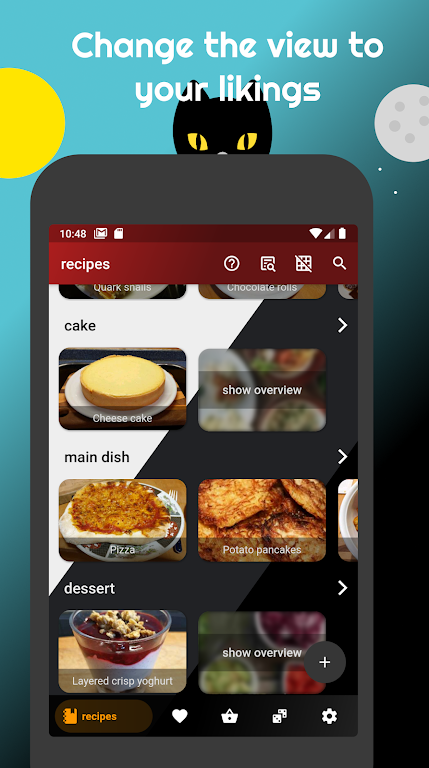 Change the view to
your likings
10:48
recipes
Quark snails
Chocolate rolls
cake
Cheese cake
show overview
main dish
Pizza
Potato pancakes
dessert
Layered crisp yoghurt
show overview
recipes